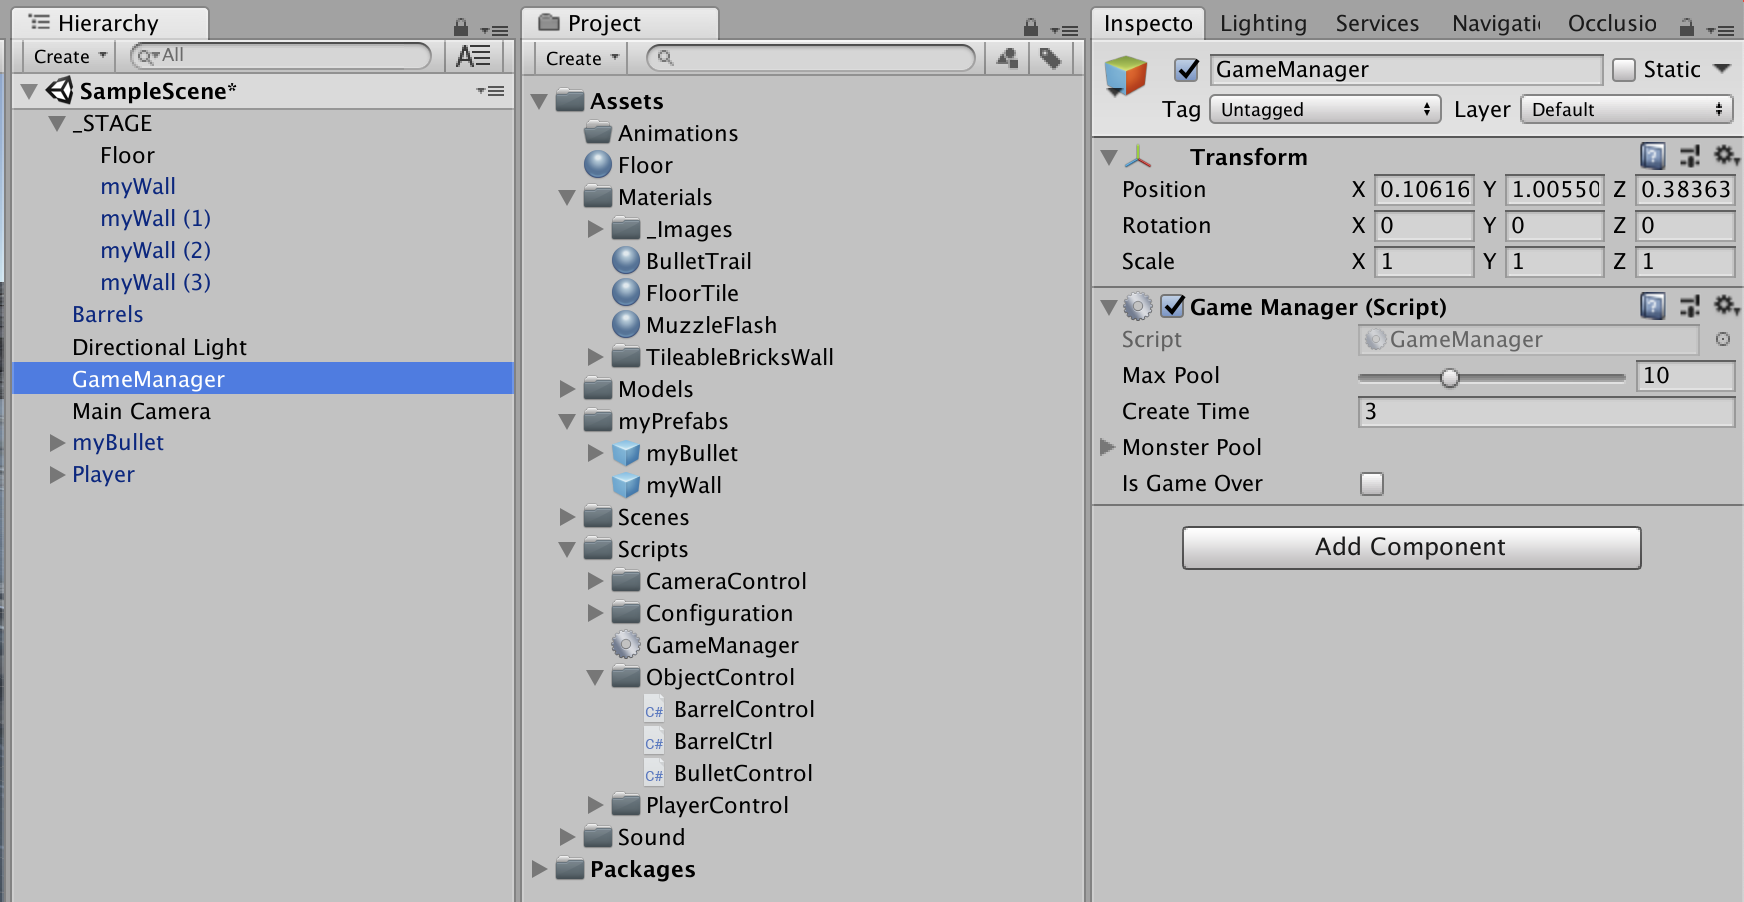 Hierarchy
Create
All
SampleScene*
_STAGE
Floor
myWall
myWall (1)
myWall (2)
myWall (3)
Barrels
Directional Light
GameManager
Main Camera
myBullet
Player
Project
Create
Assets
Animations
Floor
Materials
_Images
BulletTrail
FloorTile
MuzzleFlash
TileableBricksWall
Models
myPrefabs
myBullet
myWall
Scenes
Scripts
CameraControl
Configuration
GameManager
ObjectControl
C# BarrelControl
C# BarrelCtrl
C# BulletControl
PlayerControl
Sound
Packages
Inspecto Lighting Services Navigati Occlusio
GameManager Static
Tag Untagged Layer Default
Transform
Position X 0.10616 Y 1.00550 Z 0.38363
Rotation X 0 Y 0 Z 0
Scale X 1 Y 1 Z 1
Game Manager (Script)
Script GameManager
Max Pool 10
Create Time 3
Monster Pool
Is Game Over
Add Component